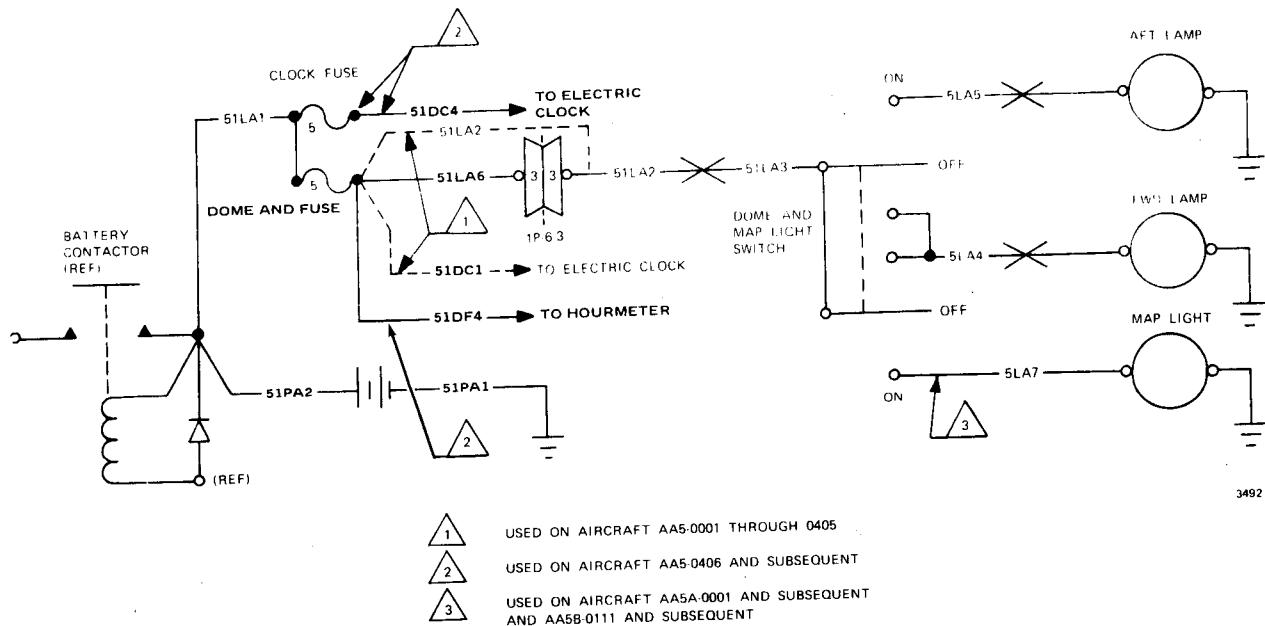 AFT LAMP
2
CLOCK FUSE
ON
51LA1
5
51DC4
TO ELECTRIC
CLOCK
5LA5
51LA2
5
51LA6
3 3
51LA2
51LA3
OFF
DOME AND FUSE
1
1P-6 3
DOME AND
MAP LIGHT
SWITCH
FWD LAMP
BATTERY
CONTACTOR
(REF)
51DC1
TO ELECTRIC CLOCK
5LA4
51DF4
TO HOURMETER
OFF
MAP LIGHT
51PA2
51PA1
5LA7
ON
2
3
(REF)
3492
1 USED ON AIRCRAFT AA5-0001 THROUGH 0405
2 USED ON AIRCRAFT AA5-0406 AND SUBSEQUENT
3 USED ON AIRCRAFT AA5A-0001 AND SUBSEQUENT
AND AA5B-0111 AND SUBSEQUENT